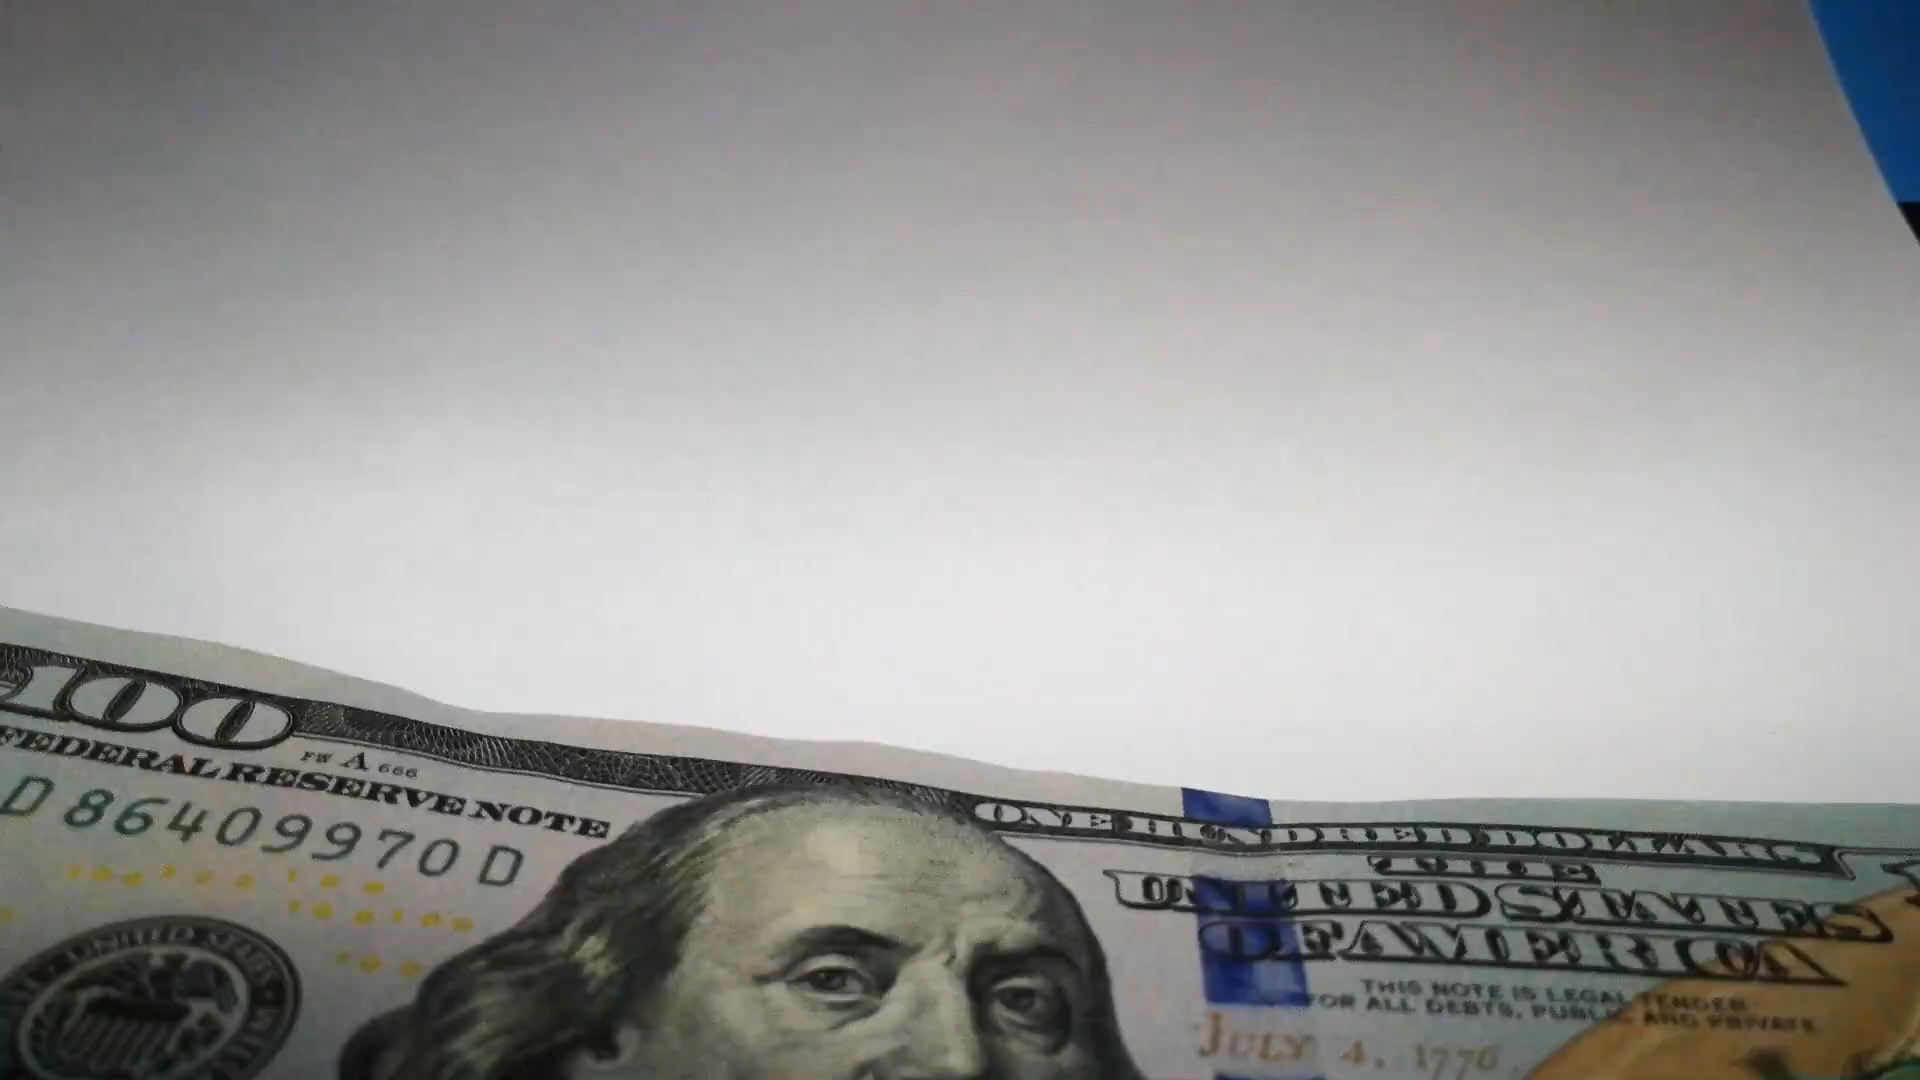 100
FW A 666
ONE HUNDRED DOLLARS
FEDERAL RESERVE NOTE
D 86409970 D
THE
UNITED STATES
OF AMERICA
THIS NOTE IS LEGAL TENDER
FOR ALL DEBTS, PUBLIC AND PRIVATE
JULY 4, 1776